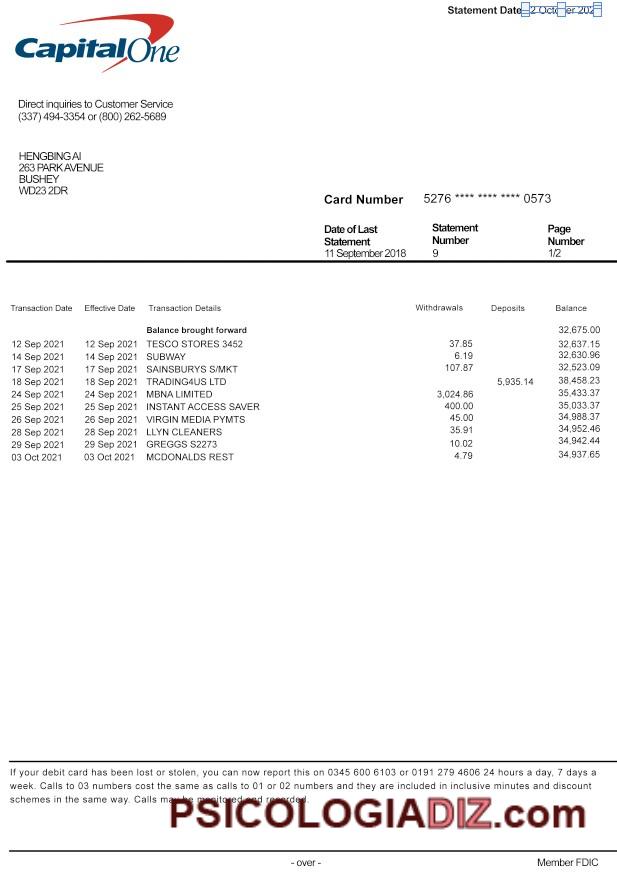 Statement Date 2 October 202
CapitalOne
Direct inquiries to Customer Service
(337) 494-3354 or (800) 262-5689
HENGBING AI
263 PARK AVENUE
BUSHEY
WD23 2DR
Card Number 5276 **** **** **** 0573
Date of Last Statement Page
Statement Number Number
11 September 2018 9 1/2
Transaction Date Effective Date Transaction Details Withdrawals Deposits Balance
Balance brought forward 32,675.00
12 Sep 2021 12 Sep 2021 TESCO STORES 3452 37.85 32,637.15
14 Sep 2021 14 Sep 2021 SUBWAY 6.19 32,630.96
17 Sep 2021 17 Sep 2021 SAINSBURYS S/MKT 107.87 32,523.09
18 Sep 2021 18 Sep 2021 TRADING4US LTD 5,935.14 38,458.23
24 Sep 2021 24 Sep 2021 MBNA LIMITED 3,024.86 35,433.37
25 Sep 2021 25 Sep 2021 INSTANT ACCESS SAVER 400.00 35,033.37
26 Sep 2021 26 Sep 2021 VIRGIN MEDIA PYMTS 45.00 34,988.37
28 Sep 2021 28 Sep 2021 LLYN CLEANERS 35.91 34,952.46
29 Sep 2021 29 Sep 2021 GREGGS S2273 10.02 34,942.44
03 Oct 2021 03 Oct 2021 MCDONALDS REST 4.79 34,937.65
If your debit card has been lost or stolen, you can now report this on 0345 600 6103 or 0191 279 4606 24 hours a day, 7 days a
week. Calls to 03 numbers cost the same as calls to 01 or 02 numbers and they are included in inclusive minutes and discount
schemes in the same way. Calls may be monitored and recorded.
PSICOLOGIADIZ.com
- over - Member FDIC